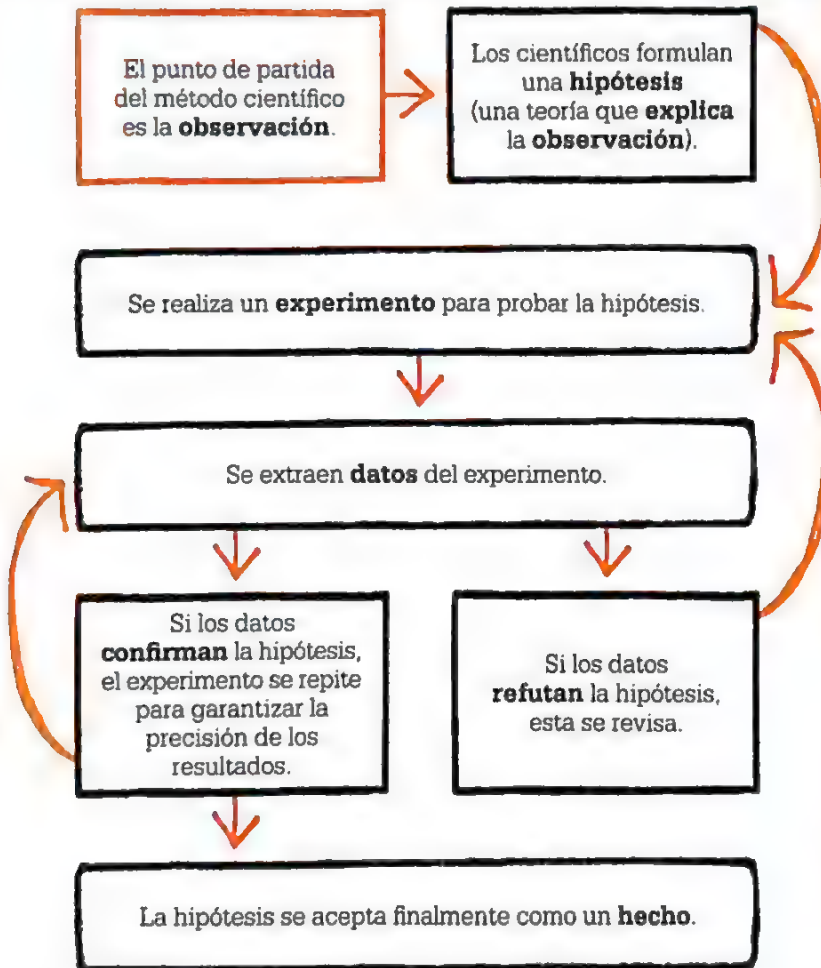 El punto de partida
del método científico
es la observación.
Los científicos formulan
una hipótesis
(una teoría que explica
la observación).
Se realiza un experimento para probar la hipótesis.
Se extraen datos del experimento.
Si los datos
confirman la hipótesis,
el experimento se repite
para garantizar la
precisión de los
resultados.
Si los datos
refutan la hipótesis,
esta se revisa.
La hipótesis se acepta finalmente como un hecho.